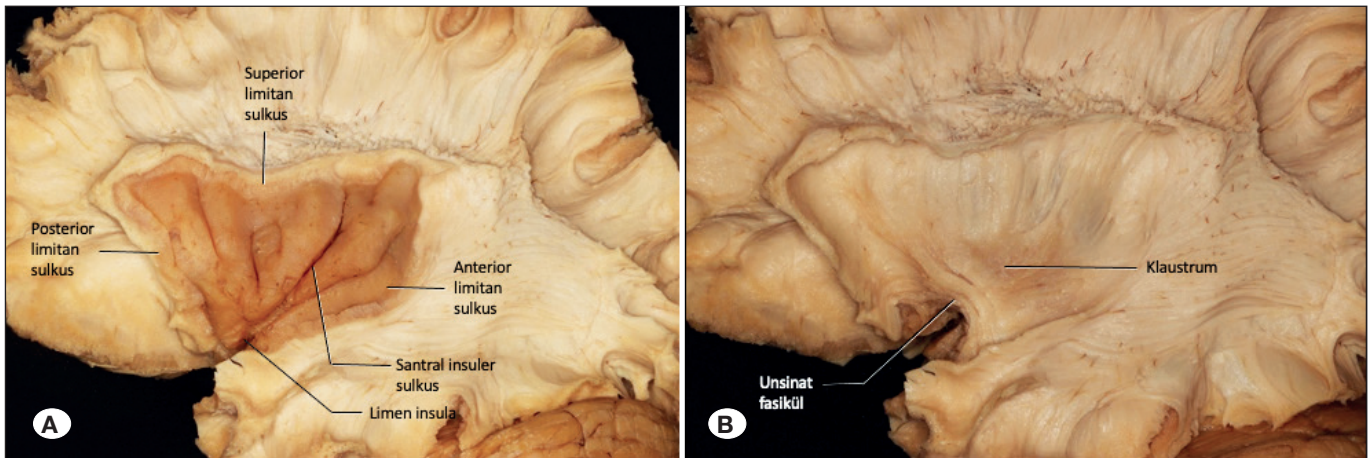 Superior
limitan
sulkus
Posterior
limitan
sulkus
Anterior
limitan
sulkus
Santral insuler
sulkus
Limen insula
A
Klaustrum
Unsinat
fasikül
B